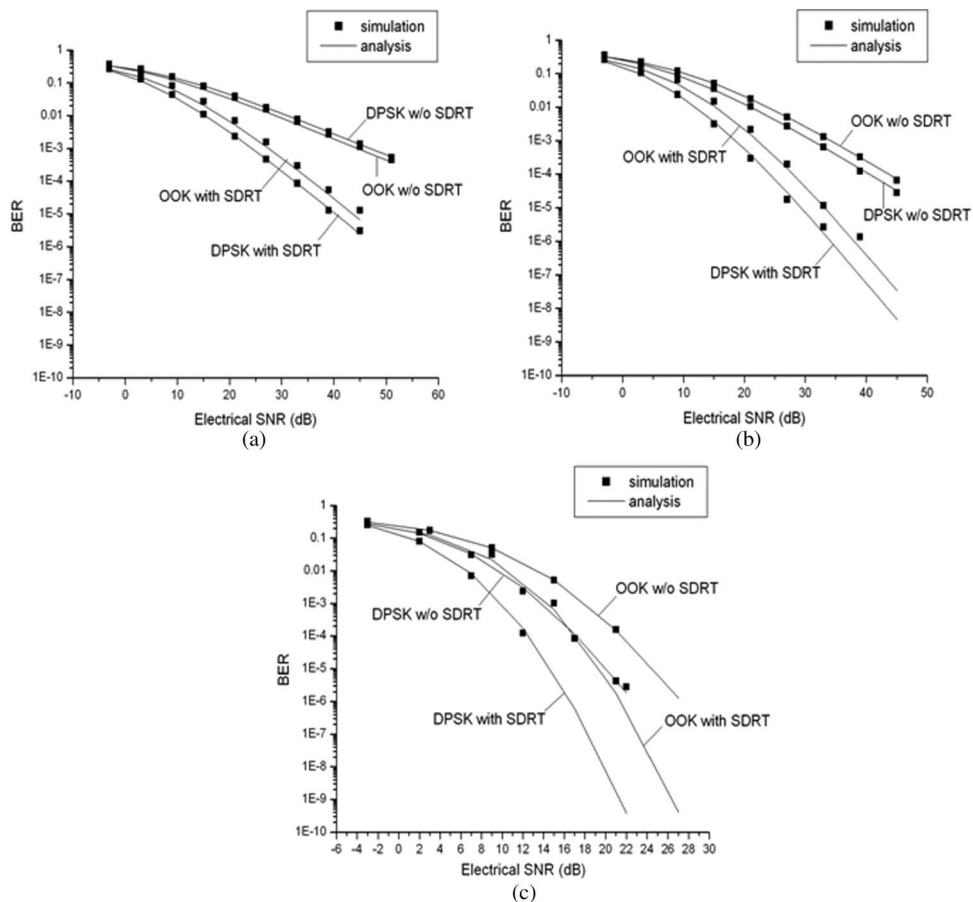 simulation
analysis
1
0.1
0.01
1E-3
1E-4
1E-5
1E-6
1E-7
1E-8
1E-9
1E-10
BER
DPSK w/o SDRT
OOK w/o SDRT
OOK with SDRT
DPSK with SDRT
-10 0 10 20 30 40 50 60
Electrical SNR (dB)
(a)
simulation
analysis
1
0.1
0.01
1E-3
1E-4
1E-5
1E-6
1E-7
1E-8
1E-9
1E-10
BER
OOK w/o SDRT
OOK with SDRT
DPSK w/o SDRT
DPSK with SDRT
-10 0 10 20 30 40 50
Electrical SNR (dB)
(b)
simulation
analysis
1
0.1
0.01
1E-3
1E-4
1E-5
1E-6
1E-7
1E-8
1E-9
1E-10
BER
OOK w/o SDRT
DPSK w/o SDRT
DPSK with SDRT
OOK with SDRT
-6 -4 -2 0 2 4 6 8 10 12 14 16 18 20 22 24 26 28 30
Electrical SNR (dB)
(c)